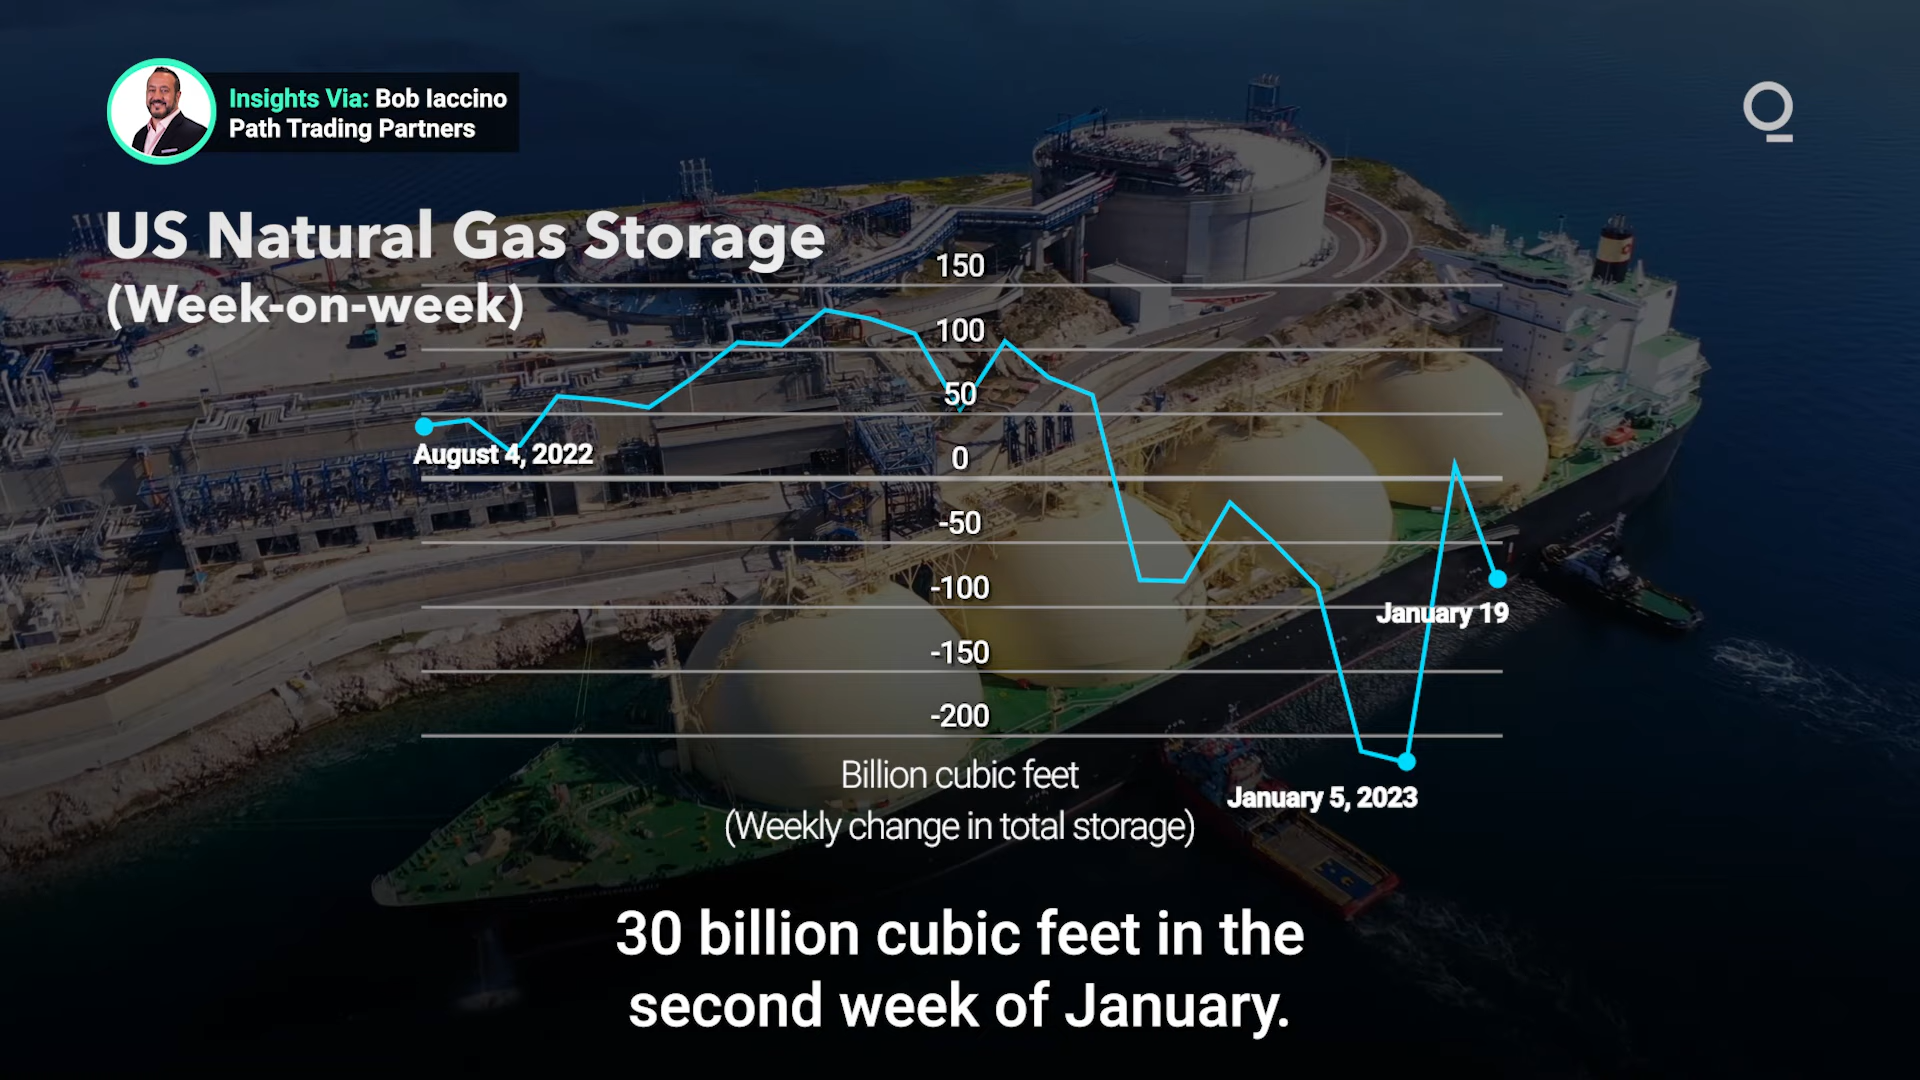 Insights Via: Bob Iaccino
Path Trading Partners
US Natural Gas Storage
(Week-on-week)
150
100
50
0
-50
-100
-150
-200
August 4, 2022
January 19
January 5, 2023
Billion cubic feet
(Weekly change in total storage)
30 billion cubic feet in the
second week of January.